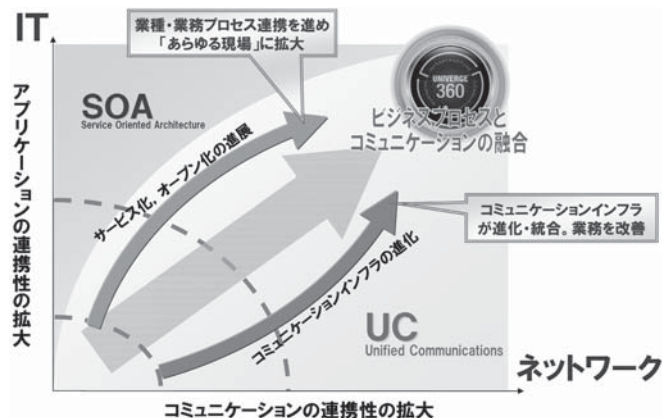 IT
業種・業務プロセス連携を進め
「あらゆる現場」に拡大
UNIVERGE
360
SOA
Service Oriented Architecture
ビジネスプロセスと
コミュニケーションの融合
サービス化，オープン化の進展
コミュニケーションインフラ
が進化・統合。業務を改善
コミュニケーションインフラの進化
UC
Unified Communications
アプリケーションの連携性の拡大
ネットワーク
コミュニケーションの連携性の拡大